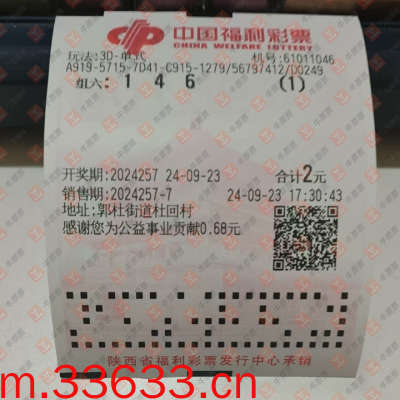 中国福利彩票
CHINA WELFARE LOTTERY
玩法:3D-单式 机号:61011046
A919-5715-7D41-C915-1279/56797412/D0249
组六: 1 4 6 (1)
开奖期:2024257 24-09-23 合计2元
销售期:2024257-7 24-09-23 17:30:43
地址:郭杜街道杜回村
感谢您为公益事业贡献0.68元
陕西省福利彩票发行中心承销
m.33633.cn